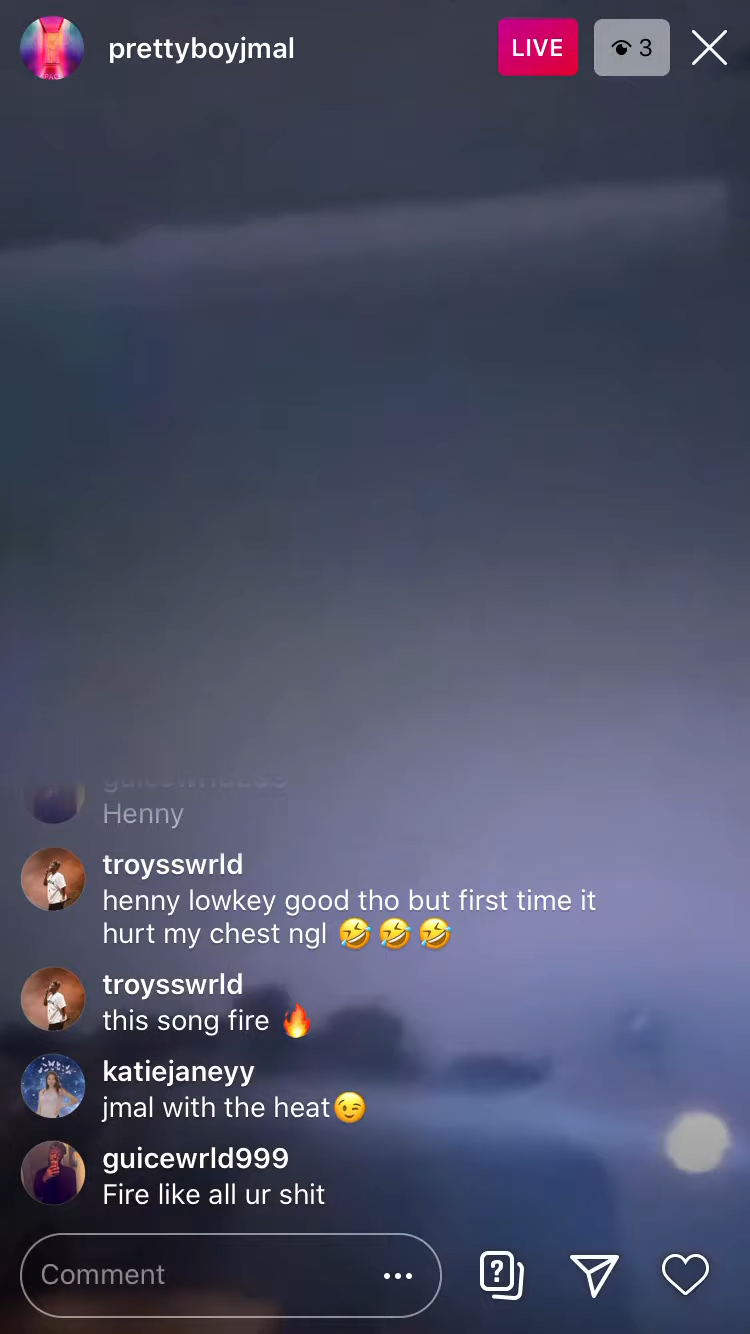 prettyboyjmal
LIVE
3
Henny
troysswrld
henny lowkey good tho but first time it
hurt my chest ngl 🤣🤣🤣
troysswrld
this song fire 🔥
katiejaneyy
jmal with the heat😉
guicewrld999
Fire like all ur shit
Comment